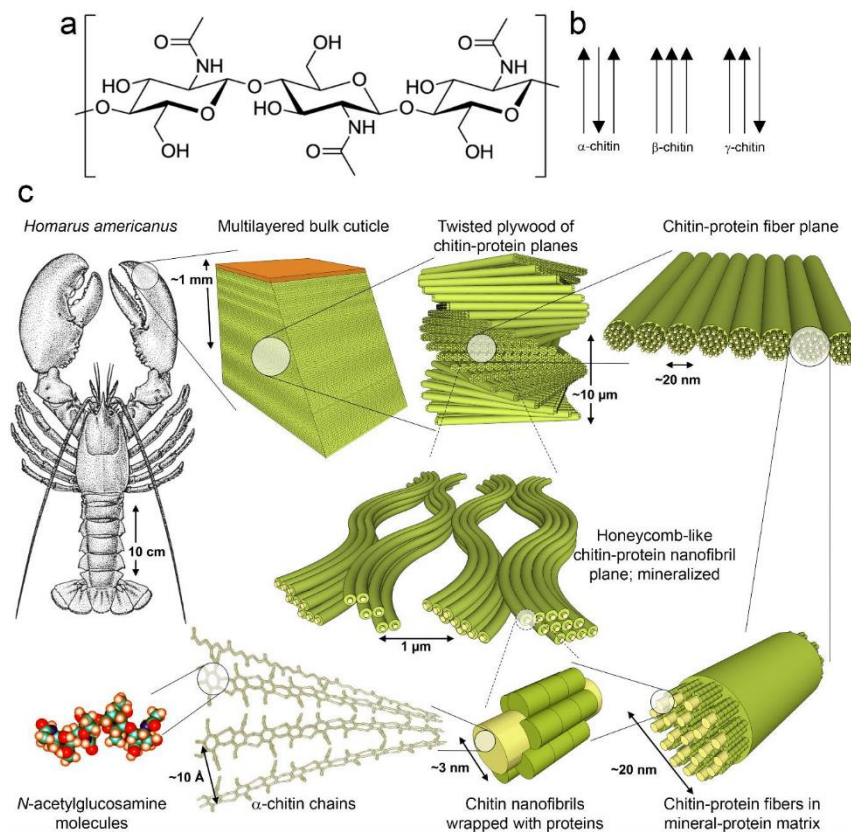 a
b
O
NH
HO
O
O
OH
OH
O
HO
O
O
NH
O
O
NH
HO
O
OH
α-chitin
β-chitin
γ-chitin
c
Homarus americanus
Multilayered bulk cuticle
Twisted plywood of
chitin-protein planes
Chitin-protein fiber plane
~1 mm
~10 µm
~20 nm
10 cm
Honeycomb-like
chitin-protein nanofibril
plane; mineralized
1 µm
~10 Å
~3 nm
~20 nm
N-acetylglucosamine
molecules
α-chitin chains
Chitin nanofibrils
wrapped with proteins
Chitin-protein fibers in
mineral-protein matrix